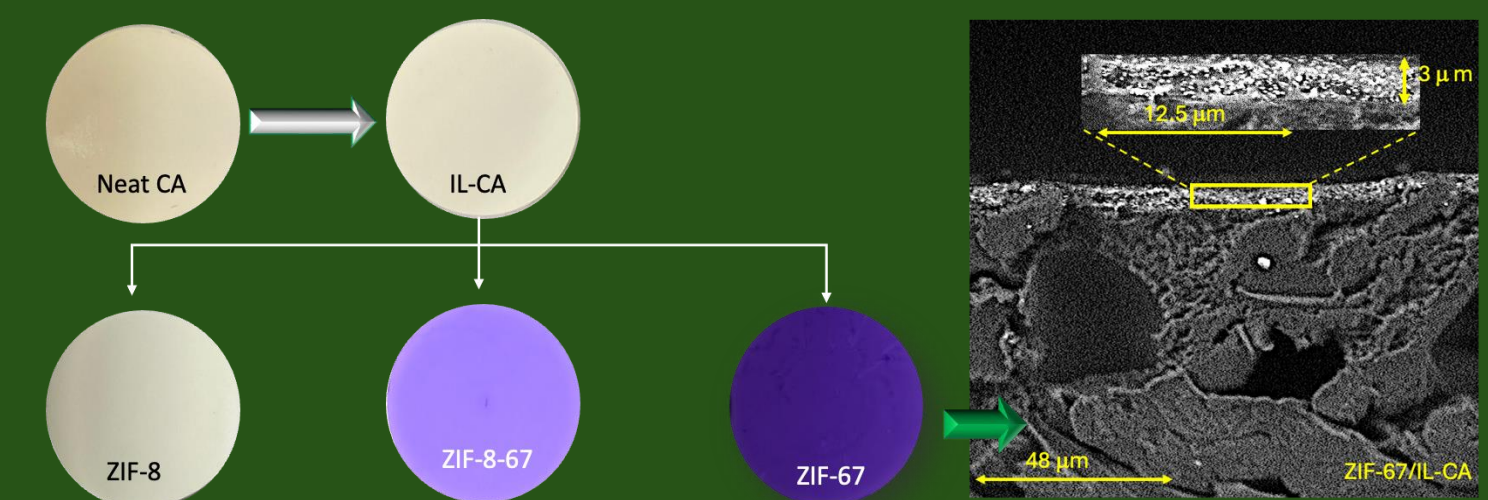 Neat CA
IL-CA
ZIF-8
ZIF-8-67
ZIF-67
3 μm
12.5 μm
48 μm
ZIF-67/IL-CA